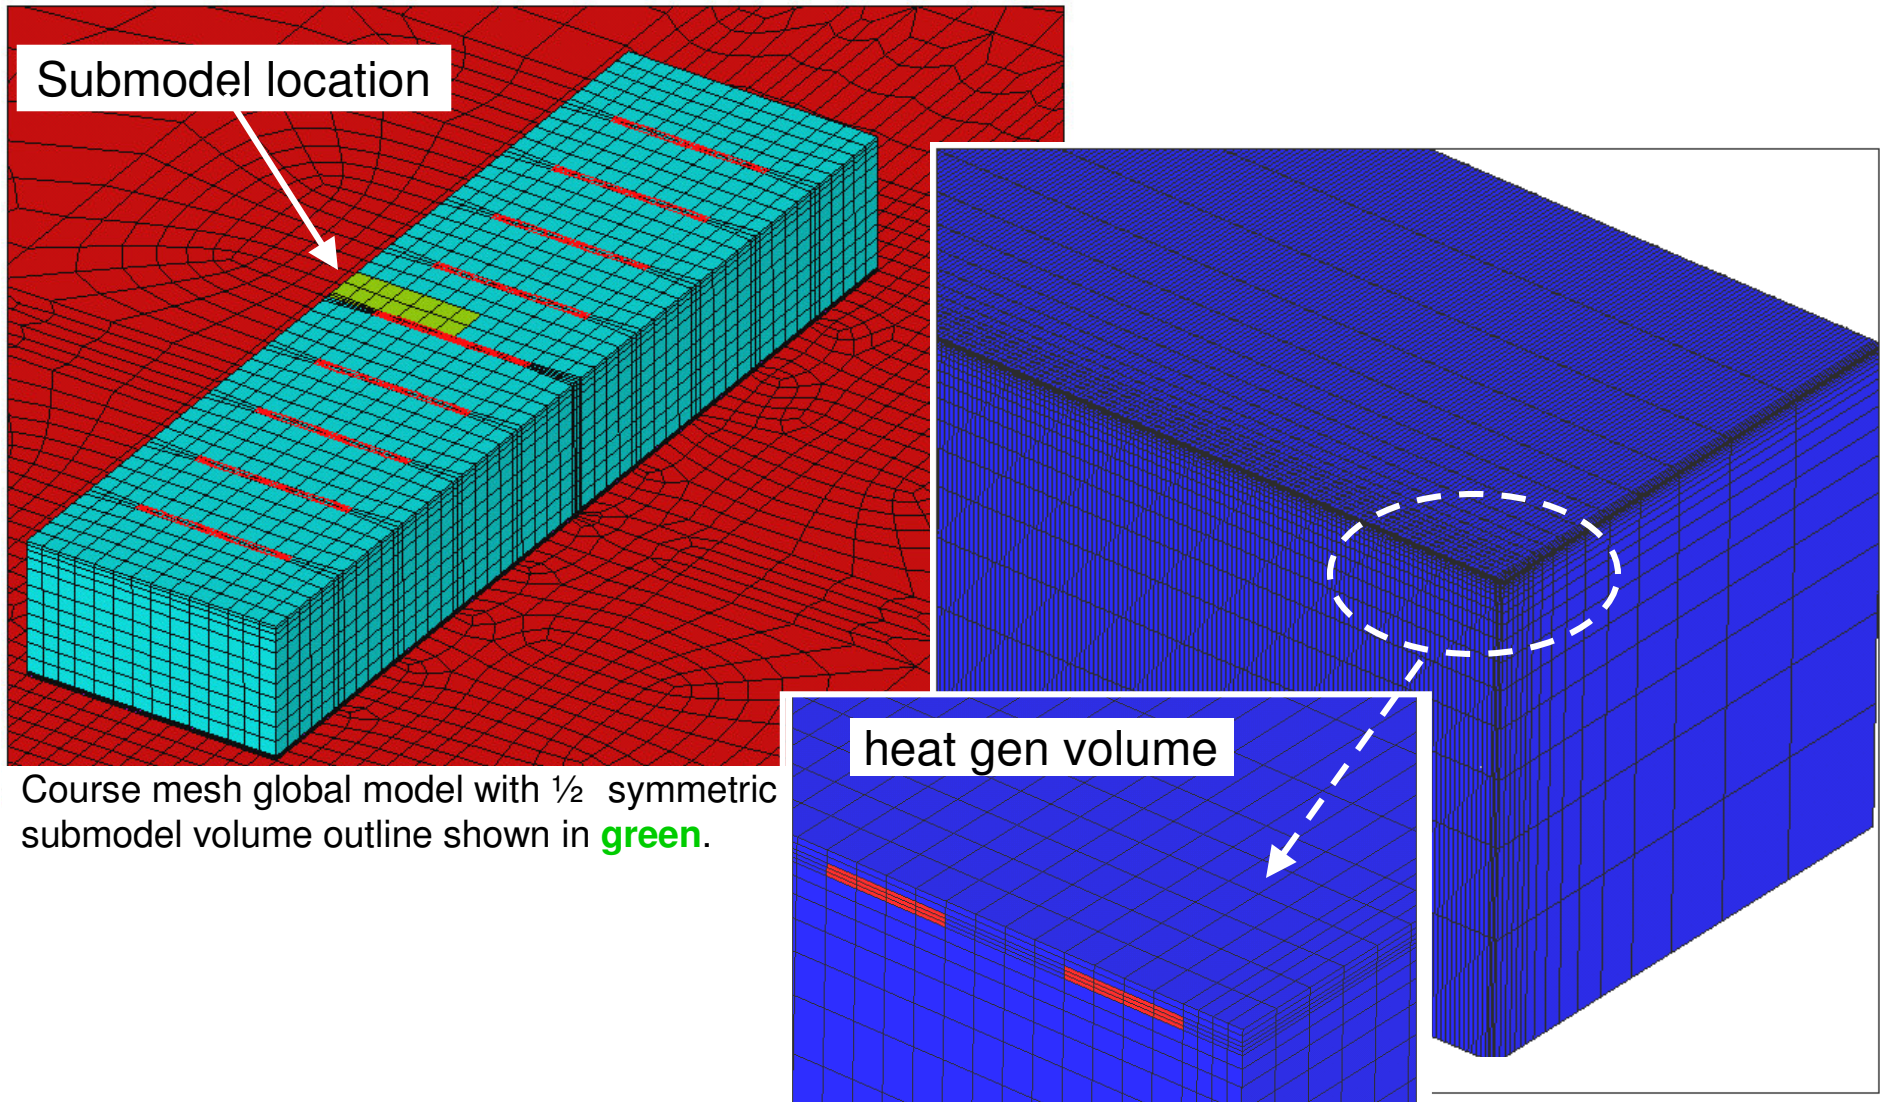 Submodel location
heat gen volume
Course mesh global model with ½ symmetric
submodel volume outline shown in green.